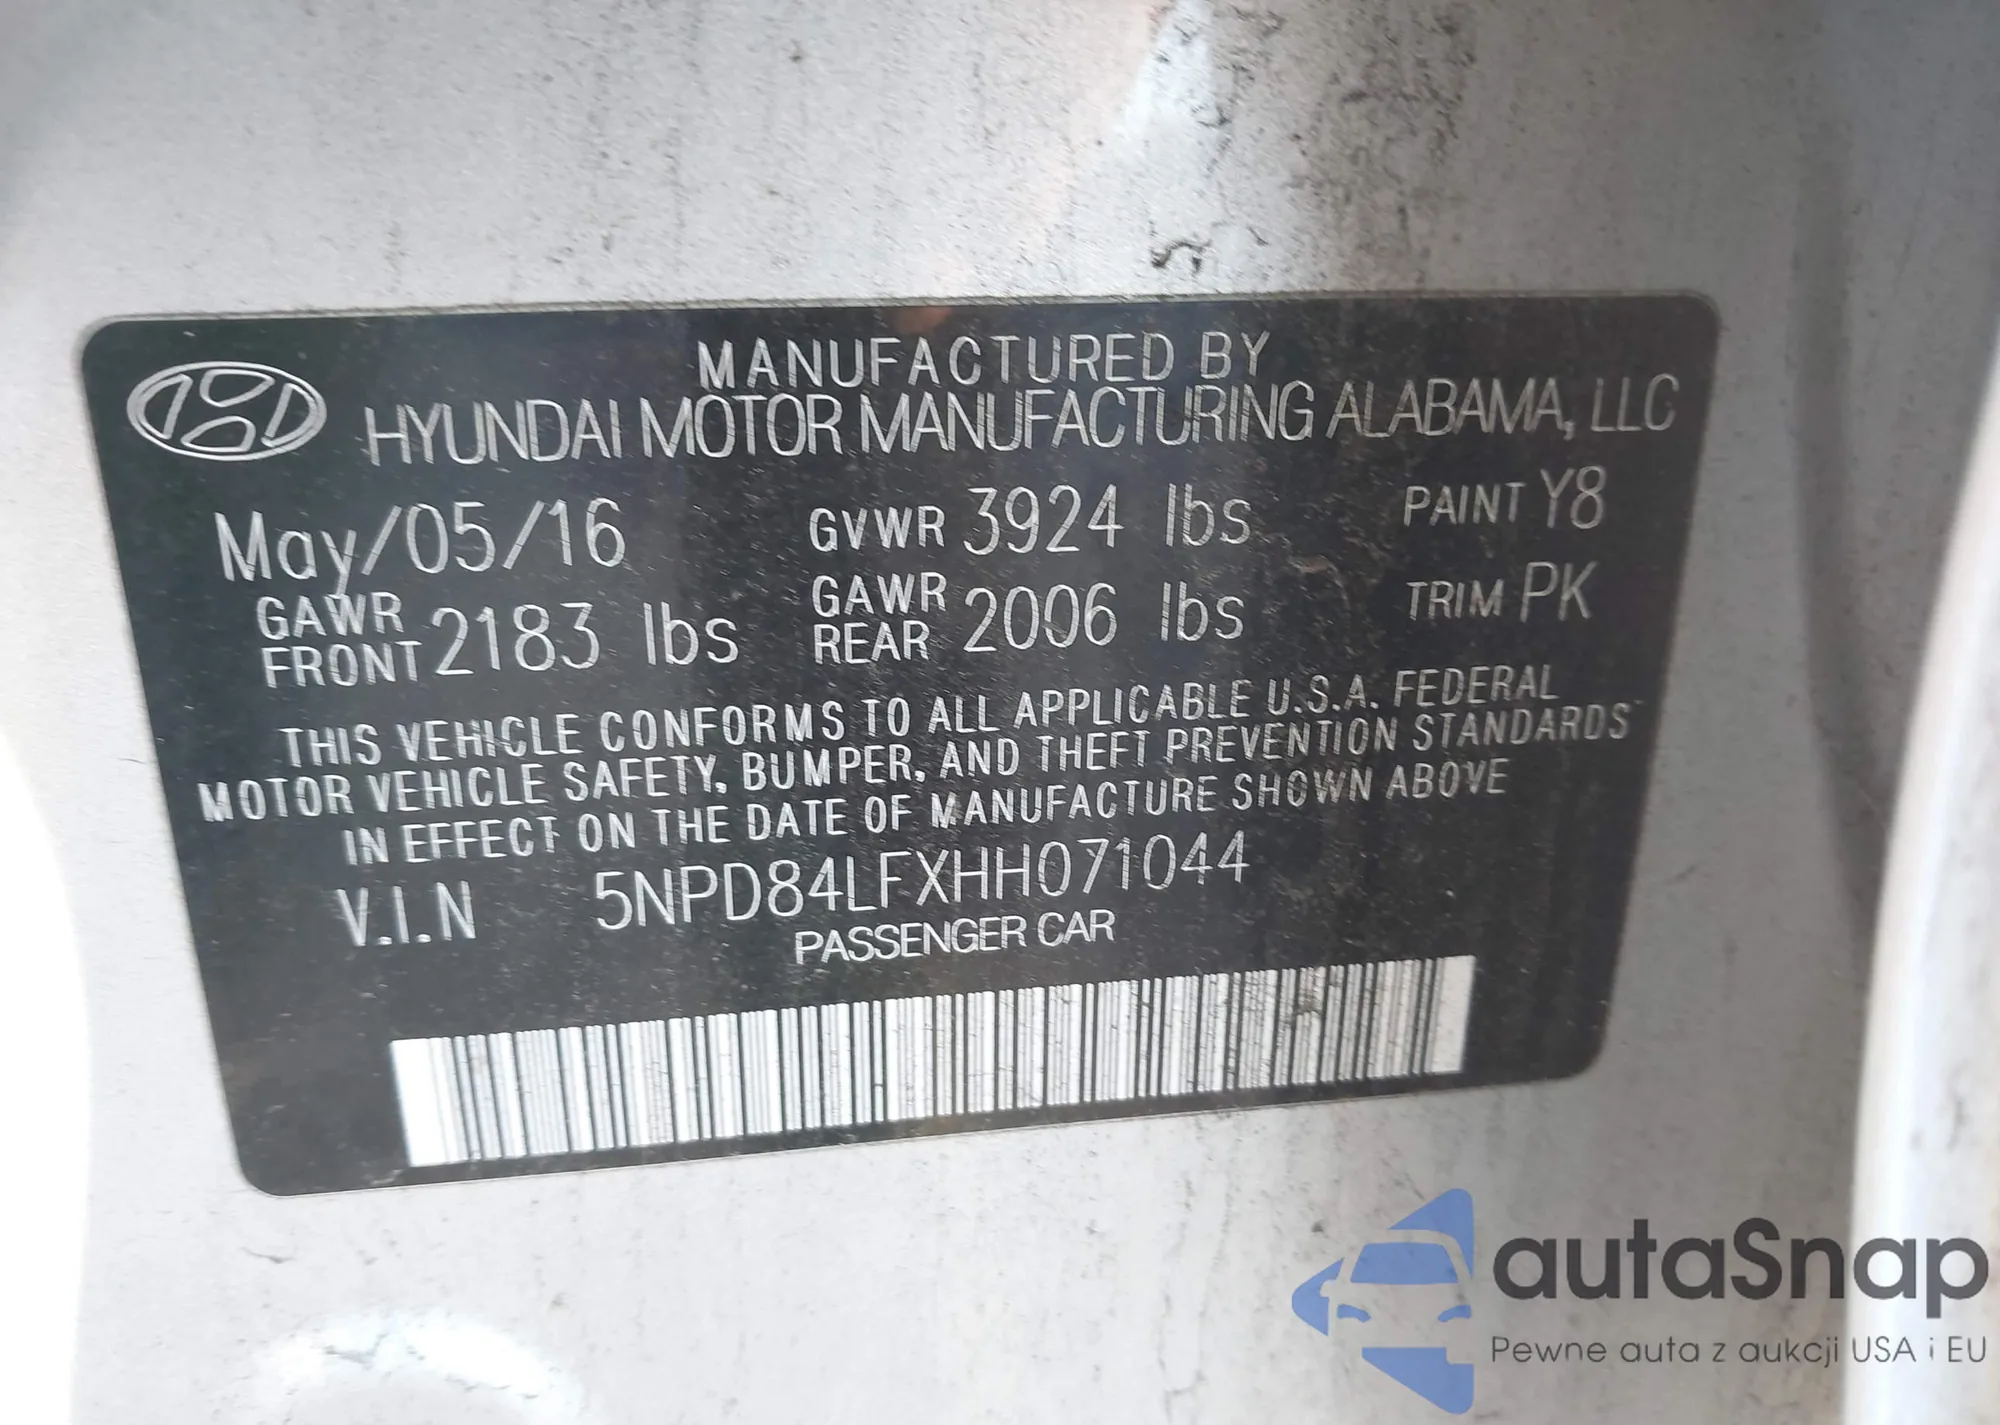 MANUFACTURED BY
HYUNDAI MOTOR MANUFACTURING ALABAMA, LLC
May/05/16 GVWR 3924 lbs PAINT Y8
GAWR FRONT 2183 lbs GAWR REAR 2006 lbs TRIM PK
THIS VEHICLE CONFORMS TO ALL APPLICABLE U.S.A. FEDERAL
MOTOR VEHICLE SAFETY, BUMPER, AND THEFT PREVENTION STANDARDS
IN EFFECT ON THE DATE OF MANUFACTURE SHOWN ABOVE
V.I.N 5NPD84LFXHH071044
PASSENGER CAR
autaSnap
Pewne auta z aukcji USA i EU